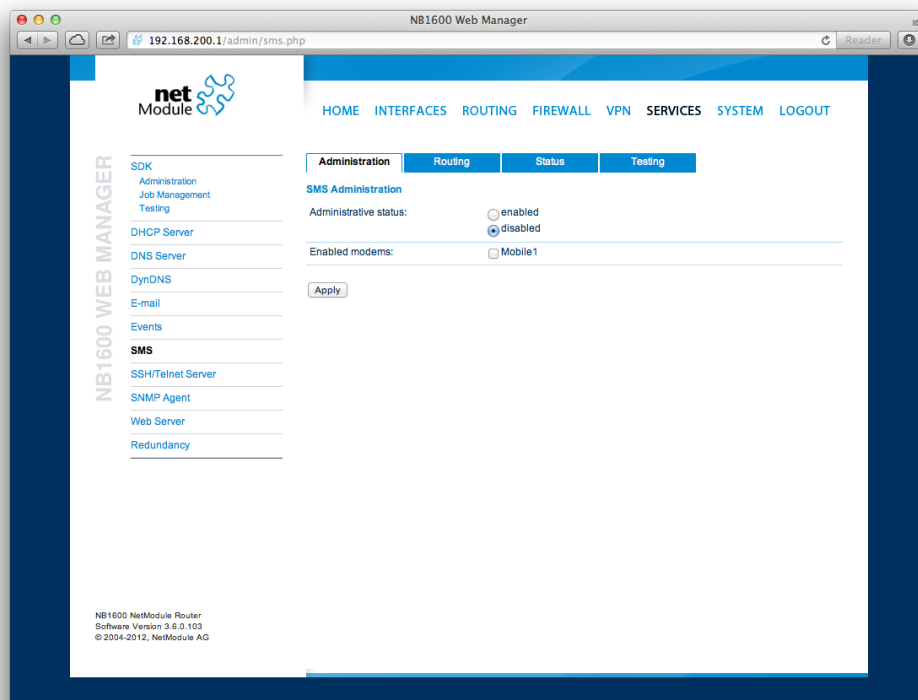 NB1600 Web Manager
192.168.200.1/admin/sms.php
Reader
net
Module
HOME INTERFACES ROUTING FIREWALL VPN SERVICES SYSTEM LOGOUT
NB1600 WEB MANAGER
SDK
Administration
Job Management
Testing
DHCP Server
DNS Server
DynDNS
E-mail
Events
SMS
SSH/Telnet Server
SNMP Agent
Web Server
Redundancy
Administration Routing Status Testing
SMS Administration
Administrative status: enabled
disabled
Enabled modems: Mobile1
Apply
NB1600 NetModule Router
Software Version 3.6.0.103
© 2004-2012, NetModule AG